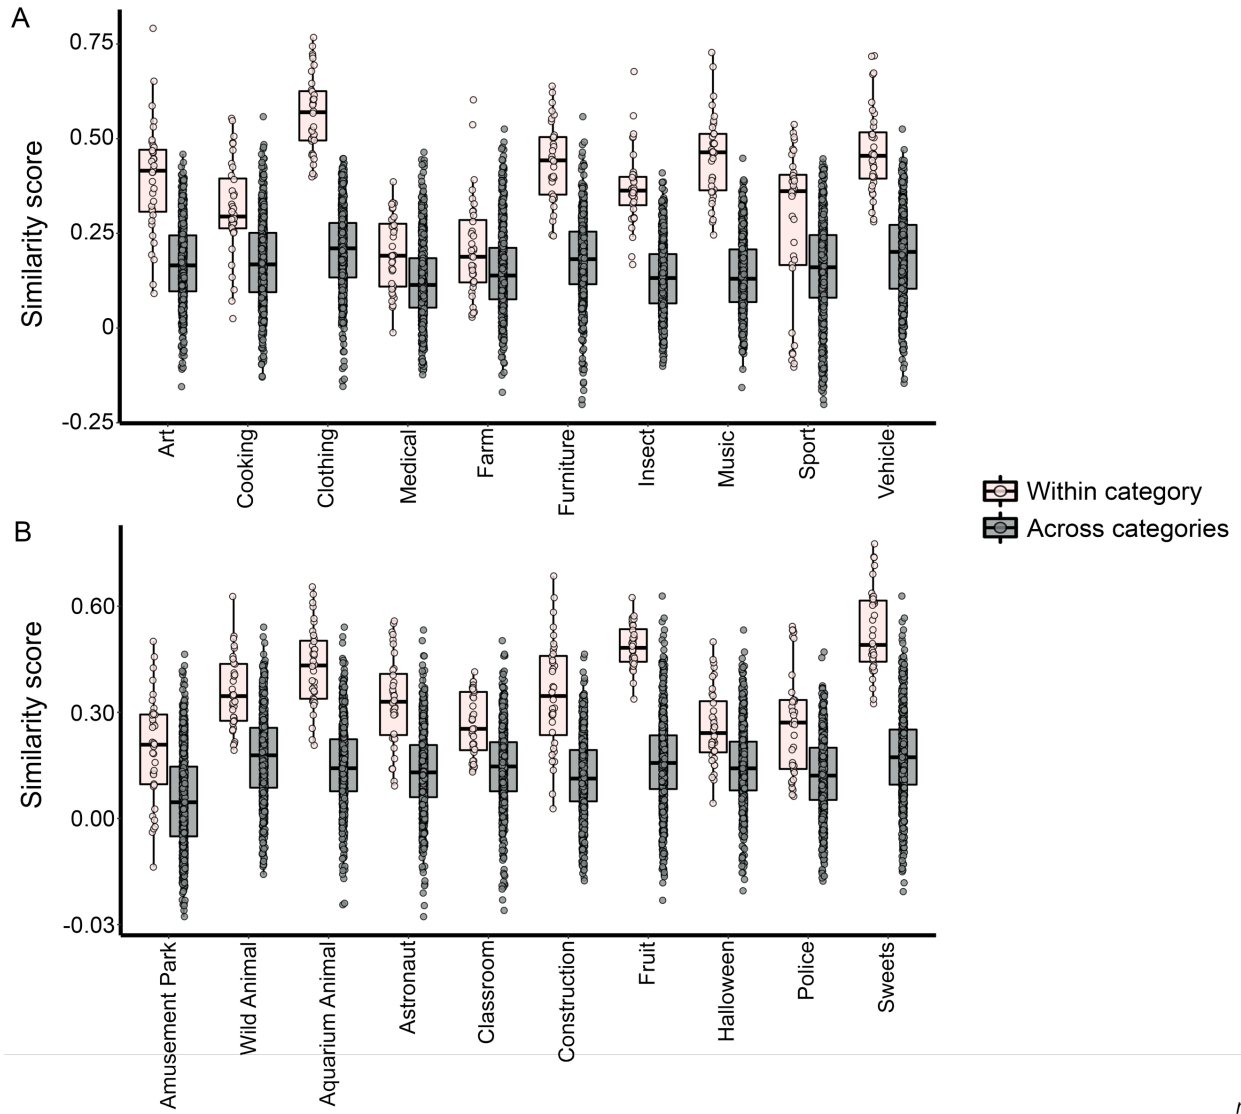 A
0.75
0.50
0.25
0
-0.25
Similarity score
Art
Cooking
Clothing
Medical
Farm
Furniture
Insect
Music
Sport
Vehicle
Within category
Across categories
B
0.60
0.30
0.00
-0.03
Similarity score
Amusement Park
Wild Animal
Aquarium Animal
Astronaut
Classroom
Construction
Fruit
Halloween
Police
Sweets